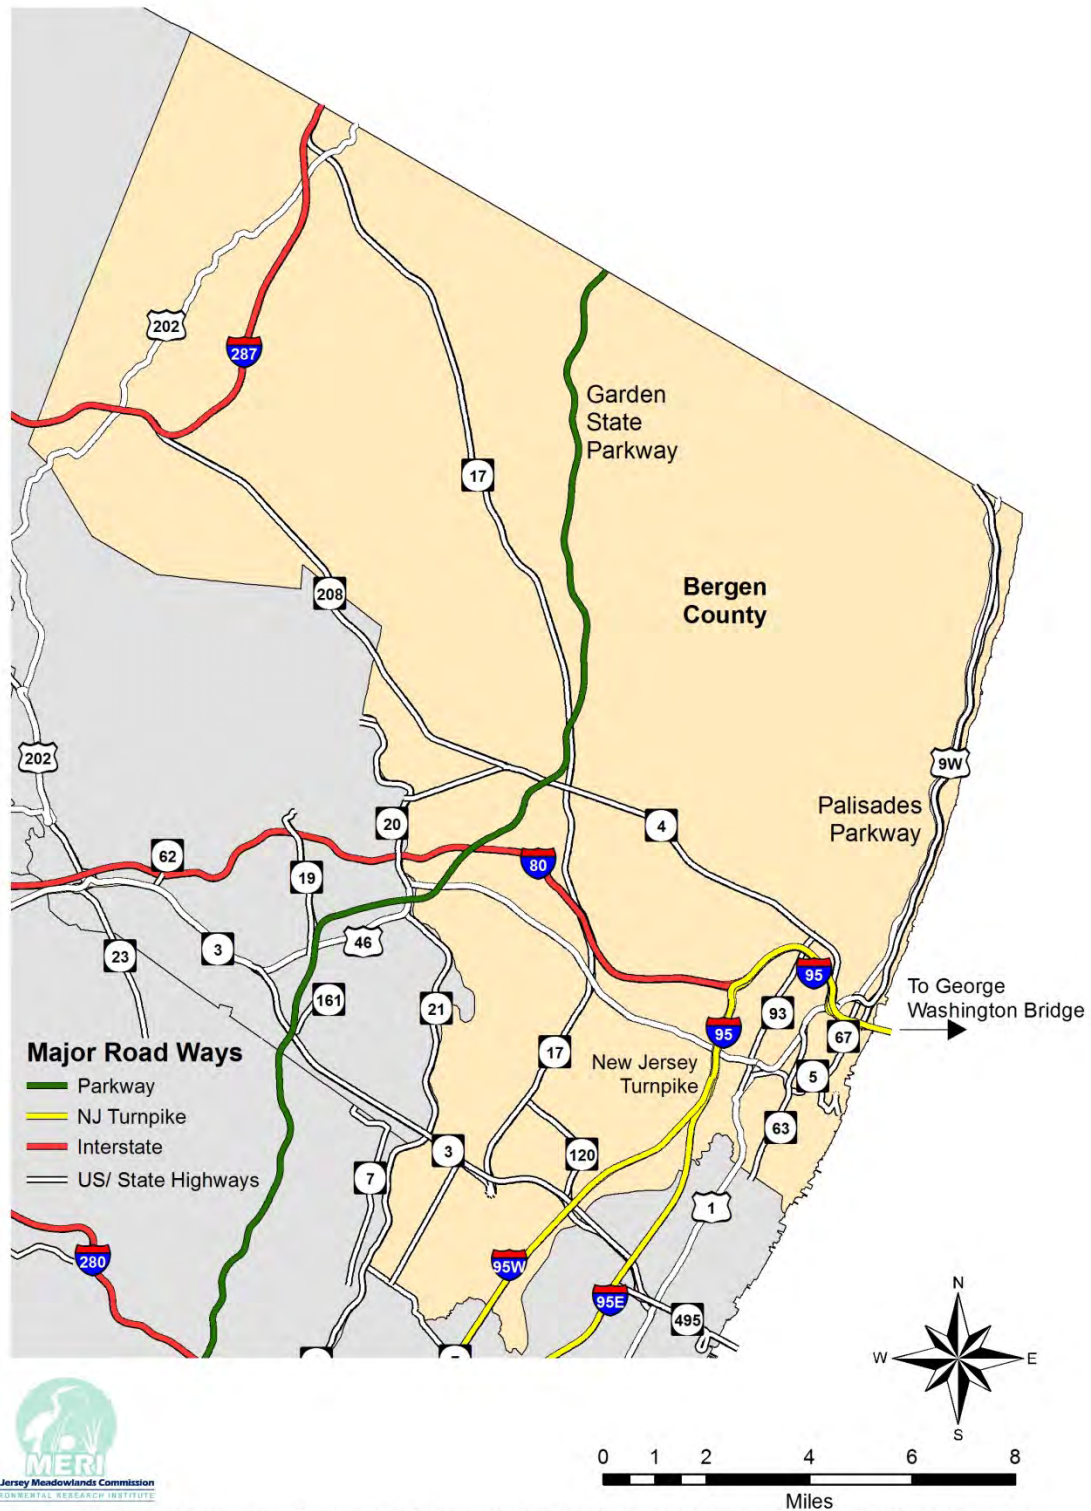 202
287
Garden
State
Parkway
17
Bergen
County
208
202
9W
Palisades
Parkway
20
4
62
80
19
3
46
23
95
To George
Washington Bridge
161
21
93
95
67
17
New Jersey
Turnpike
5
Major Road Ways
Parkway
NJ Turnpike
Interstate
US/ State Highways
63
3
120
7
1
280
95W
95E
495
N
W
E
S
MERI
Jersey Meadowlands Commission
RONMENTAL RESEARCH INSTITUTE
0 1 2 4 6 8
Miles